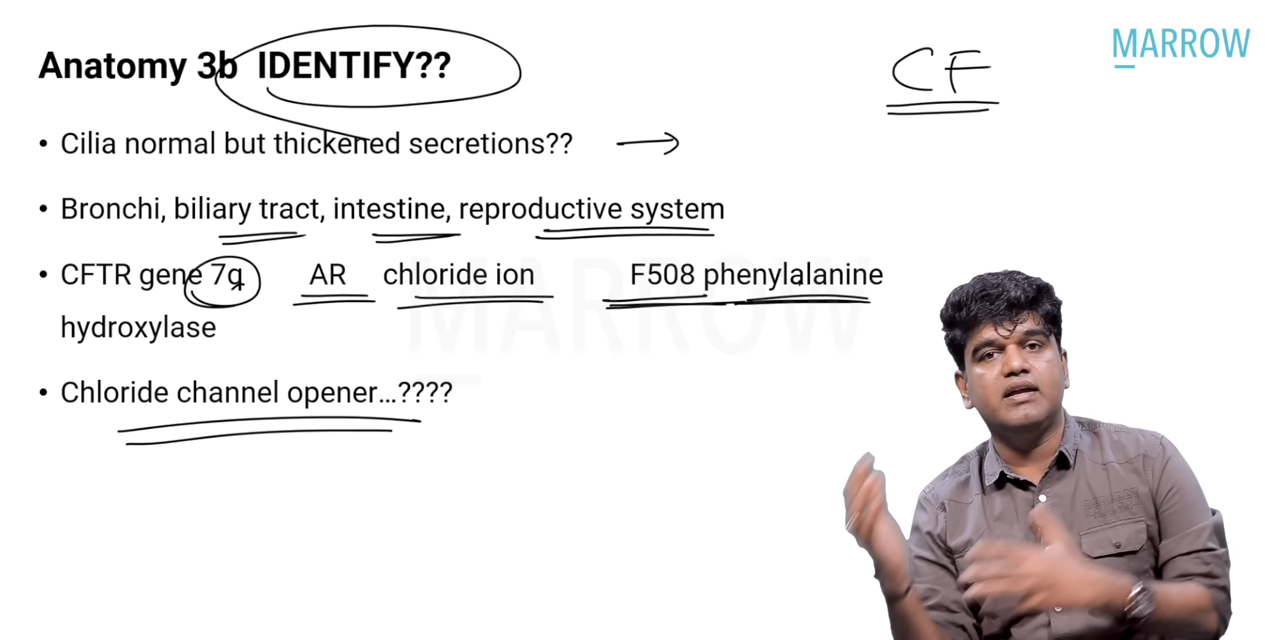 MARROW
Anatomy 3b IDENTIFY??
CF
• Cilia normal but thickened secretions??
• Bronchi, biliary tract, intestine, reproductive system
• CFTR gene 7q AR chloride ion F508 phenylalanine
hydroxylase
• Chloride channel opener...????
MARROW